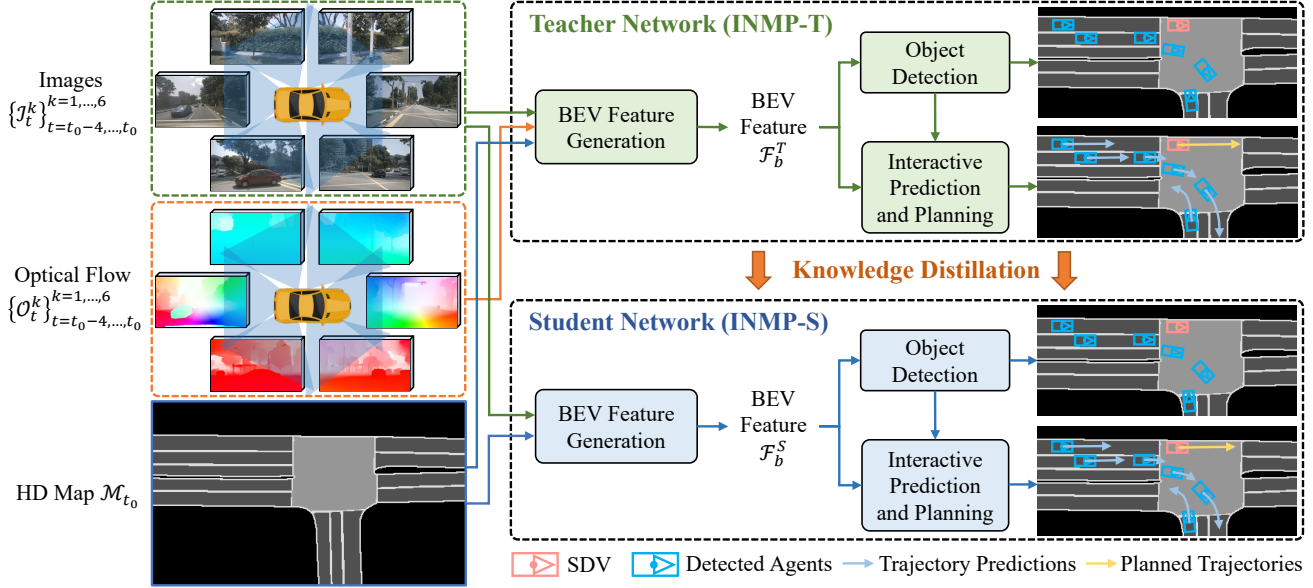 Images
{ℐ_t^k}_{t=t_0-4,…,t_0}^{k=1,…,6}
Optical Flow
{𝒪_t^k}_{t=t_0-4,…,t_0}^{k=1,…,6}
HD Map ℳ_{t_0}
Teacher Network (INMP-T)
BEV Feature
Generation
BEV
Feature
ℱ_b^T
Object
Detection
Interactive
Prediction
and Planning
Knowledge Distillation
Student Network (INMP-S)
BEV Feature
Generation
BEV
Feature
ℱ_b^S
Object
Detection
Interactive
Prediction
and Planning
SDV
Detected Agents
Trajectory Predictions
Planned Trajectories